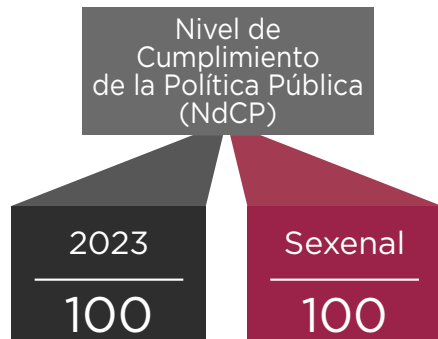 Nivel de
Cumplimiento
de la Política Pública
(NdCP)
2023
100
Sexenal
100